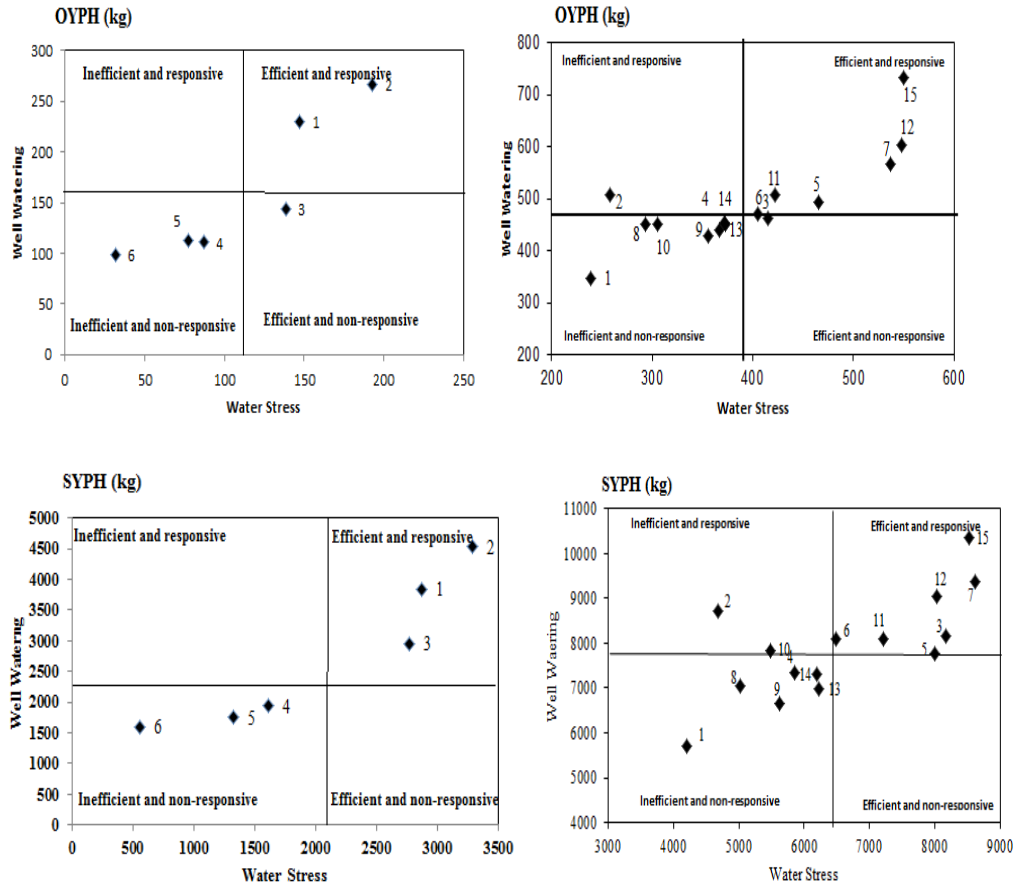 OYPH (kg)
300
250
200
150
100
50
0
Well Watering
Inefficient and responsive
Efficient and responsive
2
1
3
5
4
6
Inefficient and non-responsive
Efficient and non-responsive
0 50 100 150 200 250
Water Stress
OYPH (kg)
800
700
600
500
400
300
200
Well Watering
Inefficient and responsive
Efficient and responsive
15
12
7
2
4 14
11
5
6 3
8
10
9
13
1
Inefficient and non-responsive
Efficient and non-responsive
200 300 400 500 600
Water Stress
SYPH (kg)
5000
4500
4000
3500
3000
2500
2000
1500
1000
500
0
Well Waterng
Inefficient and responsive
Efficient and responsive
2
1
3
4
5
6
Inefficient and non-responsive
Efficient and non-responsive
0 500 1000 1500 2000 2500 3000 3500
Water Stress
SYPH (kg)
11000
10000
9000
8000
7000
6000
5000
4000
Well Waering
Inefficient and responsive
Efficient and responsive
15
12
7
2
6
11
3
5
10
4
8
14
13
9
1
Inefficient and non-responsive
Efficient and non-responsive
3000 4000 5000 6000 7000 8000 9000
Water Stress